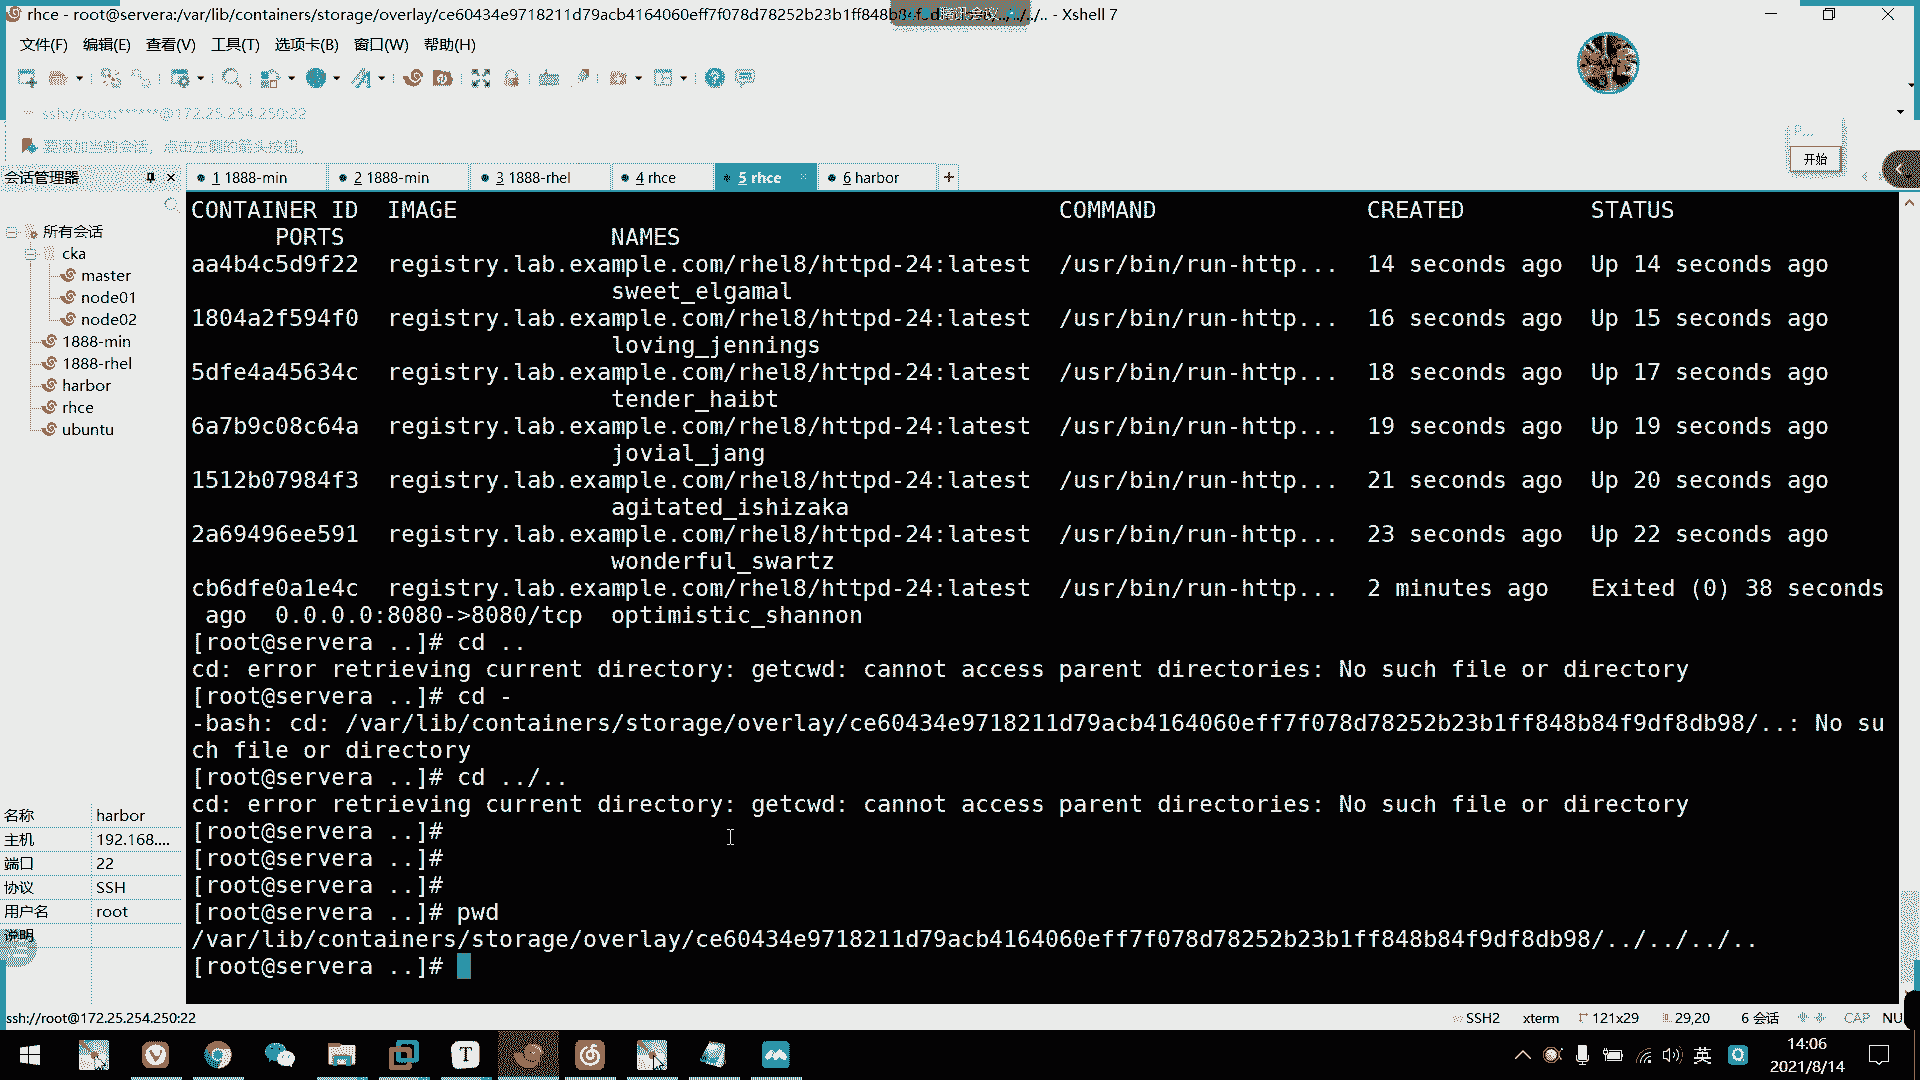 rhce - root@servera:/var/lib/containers/storage/overlay/ce60434e9718211d79acb4164060eff7f078d78252b23b1ff848b84f9df8db98/../../../.. - Xshell 7
腾讯会议
文件(F) 编辑(E) 查看(V) 工具(T) 选项卡(B) 窗口(W) 帮助(H)
ssh://root:******@172.25.254.250:22
要添加当前会话，点击左侧的箭头按钮。
P...
开始
会话管理器
1 1888-min
2 1888-min
3 1888-rhel
4 rhce
5 rhce
6 harbor
所有会话
cka
master
node01
node02
1888-min
1888-rhel
harbor
rhce
ubuntu
名称 harbor
主机 192.168....
端口 22
协议 SSH
用户名 root
说明
CONTAINER ID  IMAGE                                           COMMAND               CREATED         STATUS
      PORTS                   NAMES
aa4b4c5d9f22  registry.lab.example.com/rhel8/httpd-24:latest  /usr/bin/run-http...  14 seconds ago  Up 14 seconds ago
                              sweet_elgamal
1804a2f594f0  registry.lab.example.com/rhel8/httpd-24:latest  /usr/bin/run-http...  16 seconds ago  Up 15 seconds ago
                              loving_jennings
5dfe4a45634c  registry.lab.example.com/rhel8/httpd-24:latest  /usr/bin/run-http...  18 seconds ago  Up 17 seconds ago
                              tender_haibt
6a7b9c08c64a  registry.lab.example.com/rhel8/httpd-24:latest  /usr/bin/run-http...  19 seconds ago  Up 19 seconds ago
                              jovial_jang
1512b07984f3  registry.lab.example.com/rhel8/httpd-24:latest  /usr/bin/run-http...  21 seconds ago  Up 20 seconds ago
                              agitated_ishizaka
2a69496ee591  registry.lab.example.com/rhel8/httpd-24:latest  /usr/bin/run-http...  23 seconds ago  Up 22 seconds ago
                              wonderful_swartz
cb6dfe0a1e4c  registry.lab.example.com/rhel8/httpd-24:latest  /usr/bin/run-http...  2 minutes ago   Exited (0) 38 seconds
 ago  0.0.0.0:8080->8080/tcp  optimistic_shannon
[root@servera ..]# cd ..
cd: error retrieving current directory: getcwd: cannot access parent directories: No such file or directory
[root@servera ..]# cd -
-bash: cd: /var/lib/containers/storage/overlay/ce60434e9718211d79acb4164060eff7f078d78252b23b1ff848b84f9df8db98/..: No su
ch file or directory
[root@servera ..]# cd ../..
cd: error retrieving current directory: getcwd: cannot access parent directories: No such file or directory
[root@servera ..]#
[root@servera ..]#
[root@servera ..]#
[root@servera ..]# pwd
/var/lib/containers/storage/overlay/ce60434e9718211d79acb4164060eff7f078d78252b23b1ff848b84f9df8db98/../../../..
[root@servera ..]#
ssh://root@172.25.254.250:22
SSH2 xterm 121x29 29,20 6 会话 CAP NU
英
14:06
2021/8/14